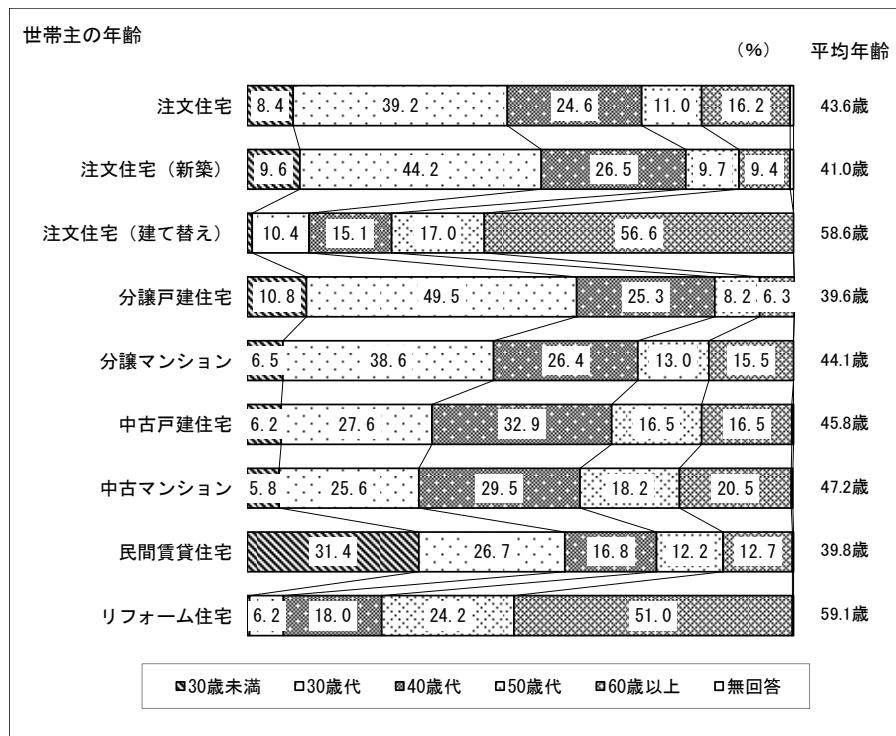 世帯主の年齢
（％） 平均年齢
注文住宅 8.4 39.2 24.6 11.0 16.2 43.6歳
注文住宅（新築） 9.6 44.2 26.5 9.7 9.4 41.0歳
注文住宅（建て替え） 10.4 15.1 17.0 56.6 58.6歳
分譲戸建住宅 10.8 49.5 25.3 8.2 6.3 39.6歳
分譲マンション 6.5 38.6 26.4 13.0 15.5 44.1歳
中古戸建住宅 6.2 27.6 32.9 16.5 16.5 45.8歳
中古マンション 5.8 25.6 29.5 18.2 20.5 47.2歳
民間賃貸住宅 31.4 26.7 16.8 12.2 12.7 39.8歳
リフォーム住宅 6.2 18.0 24.2 51.0 59.1歳
30歳未満 30歳代 40歳代 50歳代 60歳以上 無回答